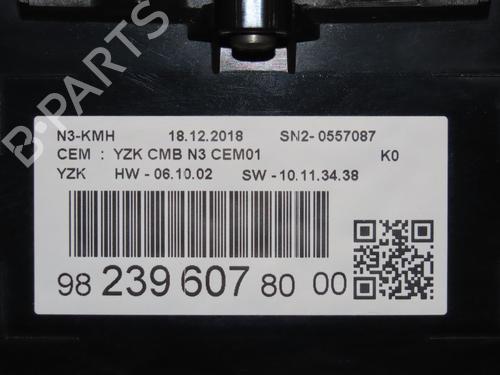 B-PARTS
N3-KMH 18.12.2018 SN2- 0557087
CEM : YZK CMB N3 CEM01 K0
YZK HW - 06.10.02 SW - 10.11.34.38
98 239 607 80 00